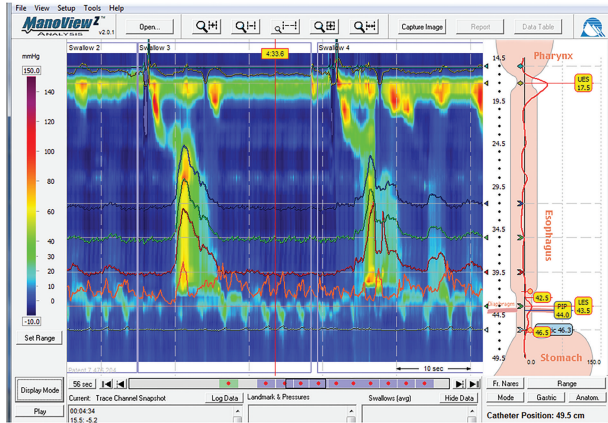 File View Setup Tools Help
ManoView Z
ANALYSIS v2.0.1
Open...
Capture Image
Report
Data Table
mmHg
150.0
140
120
100
80
60
50
40
30
20
10
0
-10.0
Set Range
Swallow 2
Swallow 3
4:33.6
Swallow 4
10 sec
Pharynx
14.5
UES
17.5
19.5
24.5
29.5
Esophagus
34.5
39.5
42.5
LES
43.5
PIP
44.0
44.5
46.3
46.5
49.5
0.0
150.0
Stomach
Display Mode
Play
56 sec
Current: Trace Channel Snapshot
Log Data
Landmark & Pressures
Swallows (avg)
Hide Data
00:04:34
15.5: -5.2
Fr. Nares
Range
Mode
Gastric
Anatom.
Catheter Position: 49.5 cm